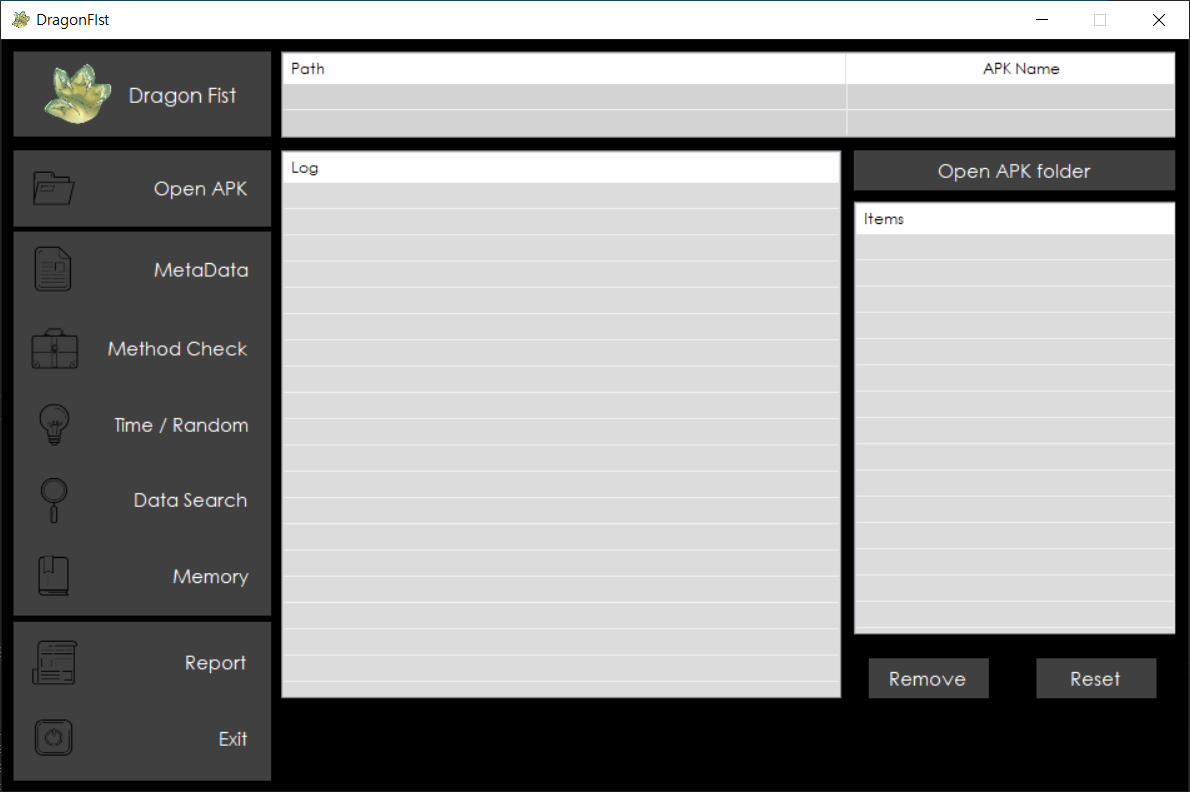 DragonFIst
Dragon Fist
Path
APK Name
Open APK
MetaData
Method Check
Time / Random
Data Search
Memory
Report
Exit
Log
Open APK folder
Items
Remove
Reset